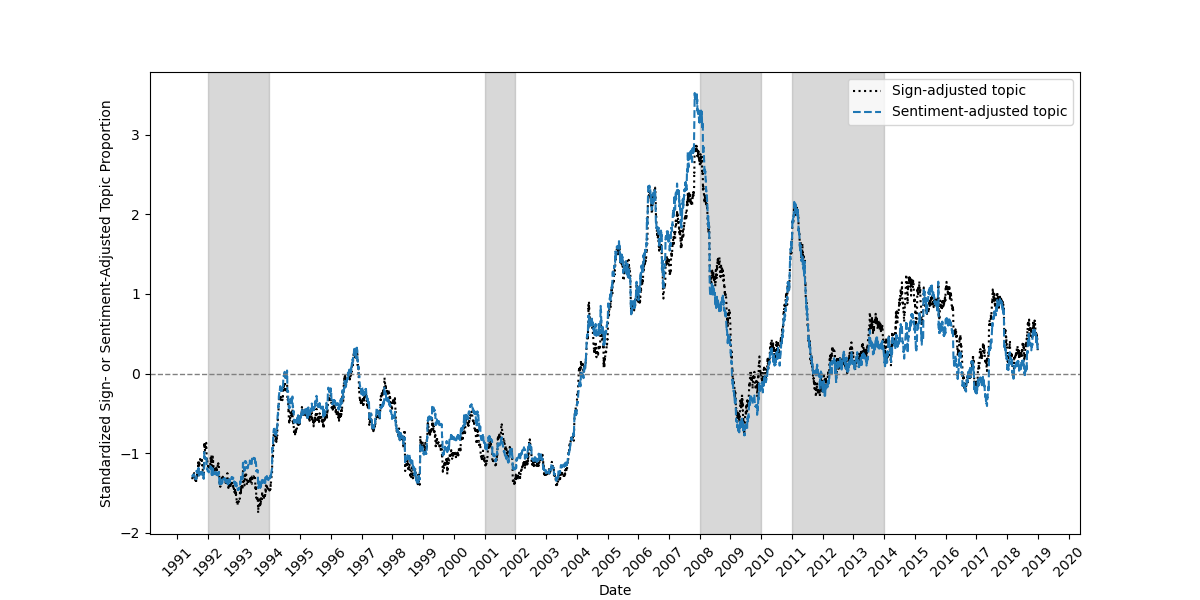 Sign-adjusted topic
Sentiment-adjusted topic
Standardized Sign- or Sentiment-Adjusted Topic Proportion
3
2
1
0
−1
−2
1991 1992 1993 1994 1995 1996 1997 1998 1999 2000 2001 2002 2003 2004 2005 2006 2007 2008 2009 2010 2011 2012 2013 2014 2015 2016 2017 2018 2019 2020
Date